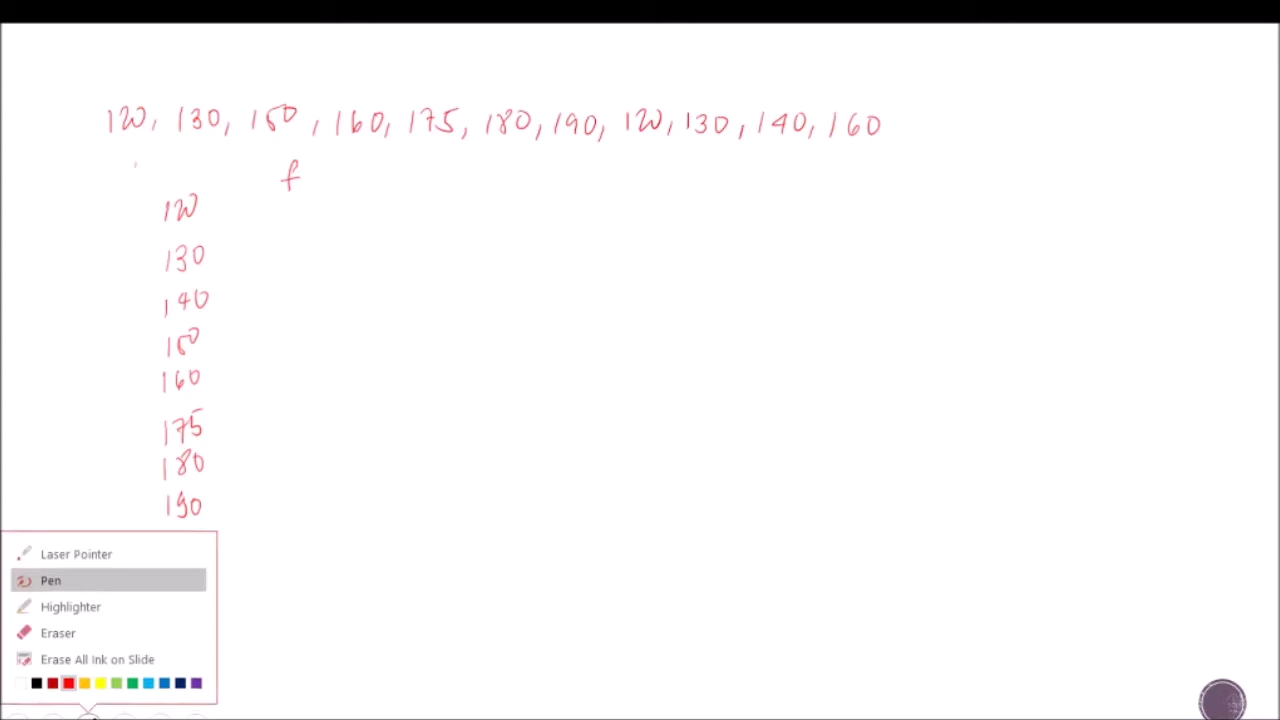 120, 130, 150, 160, 175, 180, 190, 120, 130, 140, 160
f
120
130
140
150
160
175
180
190
Laser Pointer
Pen
Highlighter
Eraser
Erase All Ink on Slide